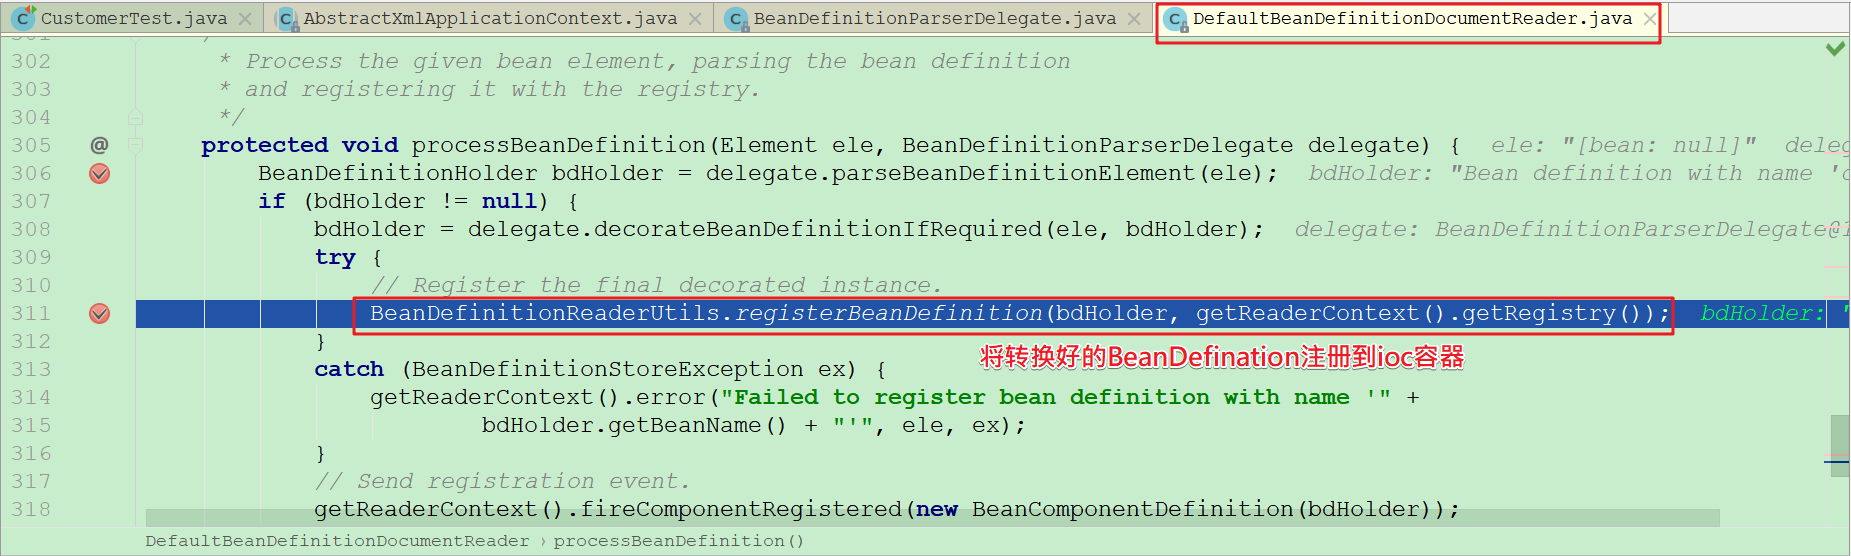 CustomerTest.java AbstractXmlApplicationContext.java BeanDefinitionParserDelegate.java DefaultBeanDefinitionDocumentReader.java
302 * Process the given bean element, parsing the bean definition
303 * and registering it with the registry.
304 */
305 @ protected void processBeanDefinition(Element ele, BeanDefinitionParserDelegate delegate) { ele: "[bean: null]" deleg
306 BeanDefinitionHolder bdHolder = delegate.parseBeanDefinitionElement(ele); bdHolder: "Bean definition with name '
307 if (bdHolder != null) {
308 bdHolder = delegate.decorateBeanDefinitionIfRequired(ele, bdHolder); delegate: BeanDefinitionParserDelegate@1
309 try {
310 // Register the final decorated instance.
311 BeanDefinitionReaderUtils.registerBeanDefinition(bdHolder, getReaderContext().getRegistry()); bdHolder: "
312 }
将转换好的BeanDefination注册到ioc容器
313 catch (BeanDefinitionStoreException ex) {
314 getReaderContext().error("Failed to register bean definition with name '" +
315 bdHolder.getBeanName() + "'", ele, ex);
316 }
317 // Send registration event.
318 getReaderContext().fireComponentRegistered(new BeanComponentDefinition(bdHolder));
DefaultBeanDefinitionDocumentReader › processBeanDefinition()